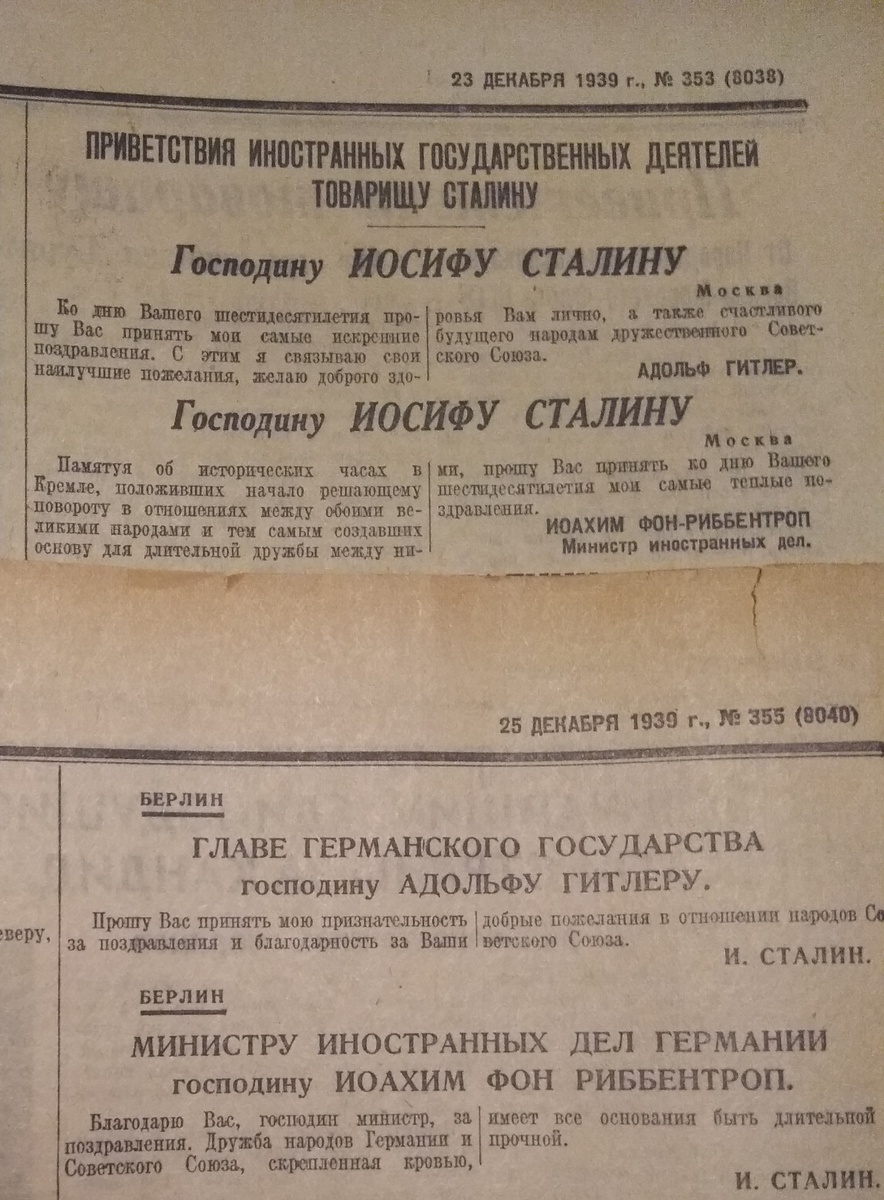 23 ДЕКАБРЯ 1939 г., № 353 (8038)
ПРИВЕТСТВИЯ ИНОСТРАННЫХ ГОСУДАРСТВЕННЫХ ДЕЯТЕЛЕЙ
ТОВАРИЩУ СТАЛИНУ
Господину ИОСИФУ СТАЛИНУ
Москва
Ко дню Вашего шестидесятилетия про-
шу Вас принять мои самые искренние
поздравления. С этим я связываю свои
наилучшие пожелания, желаю доброго здо-
ровья Вам лично, а также счастливого
будущего народам дружественного Совет-
ского Союза.
АДОЛЬФ ГИТЛЕР.
Господину ИОСИФУ СТАЛИНУ
Москва
Памятуя об исторических часах в
Кремле, положивших начало решающему
повороту в отношениях между обоими ве-
ликими народами и тем самым создавших
основу для длительной дружбы между ни-
ми, прошу Вас принять ко дню Вашего
шестидесятилетия мои самые теплые по-
здравления.
ИОАХИМ ФОН-РИББЕНТРОП
Министр иностранных дел.
25 ДЕКАБРЯ 1939 г., № 355 (8040)
еверу,
БЕРЛИН
ГЛАВЕ ГЕРМАНСКОГО ГОСУДАРСТВА
господину АДОЛЬФУ ГИТЛЕРУ.
Прошу Вас принять мою признательность
за поздравления и благодарность за Ваши
добрые пожелания в отношении народов Со
ветского Союза.
И. СТАЛИН.
БЕРЛИН
МИНИСТРУ ИНОСТРАННЫХ ДЕЛ ГЕРМАНИИ
господину ИОАХИМ ФОН РИББЕНТРОП.
Благодарю Вас, господин министр, за
поздравления. Дружба народов Германии и
Советского Союза, скрепленная кровью,
имеет все основания быть длительной
прочной.
И. СТАЛИН.